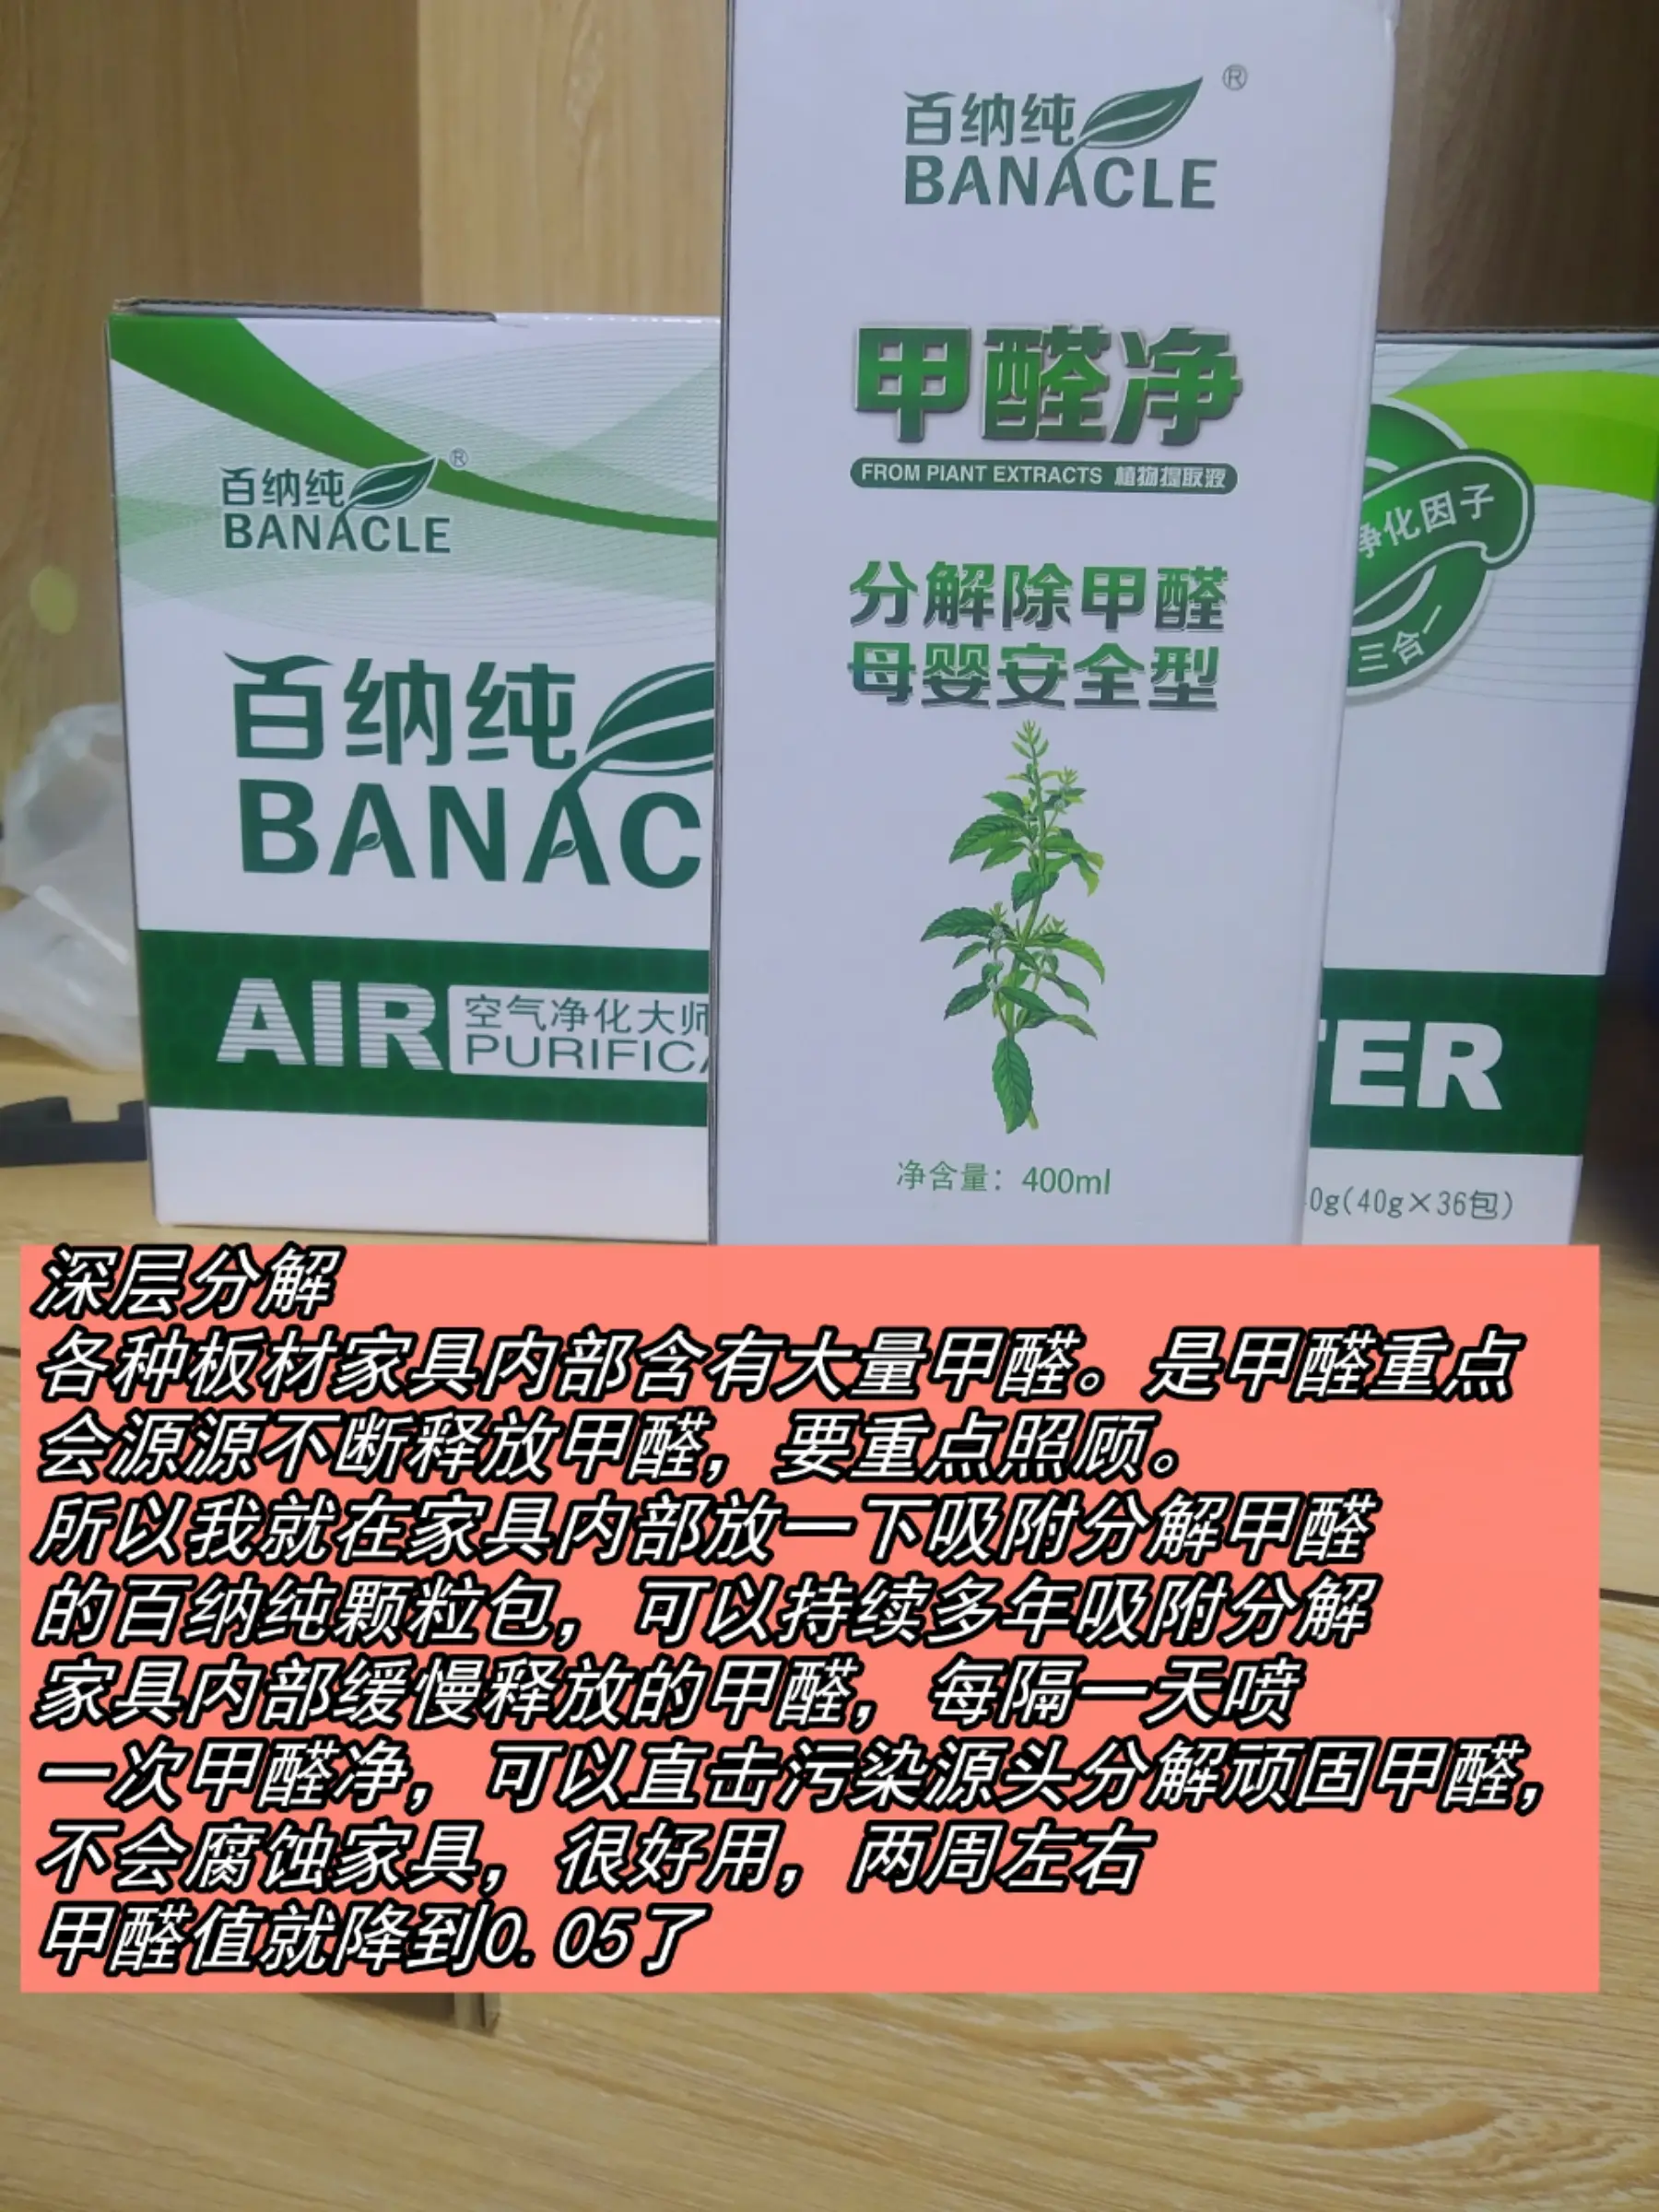 百纳纯
BANACLE
®
甲醛净
FROM PLANT EXTRACTS 植物提取液
分解除甲醛
母婴安全型
净含量：400ml
百纳纯
BANACLE
®
百纳纯
BANAC
AIR
空气净化大师
PURIFIC
净化因子
三合一
ER
0g(40g×36包)
深层分解
各种板材家具内部含有大量甲醛。是甲醛重点
会源源不断释放甲醛，要重点照顾。
所以我就在家具内部放一下吸附分解甲醛
的百纳纯颗粒包，可以持续多年吸附分解
家具内部缓慢释放的甲醛，每隔一天喷
一次甲醛净，可以直击污染源头分解顽固甲醛，
不会腐蚀家具，很好用，两周左右
甲醛值就降到0.05了